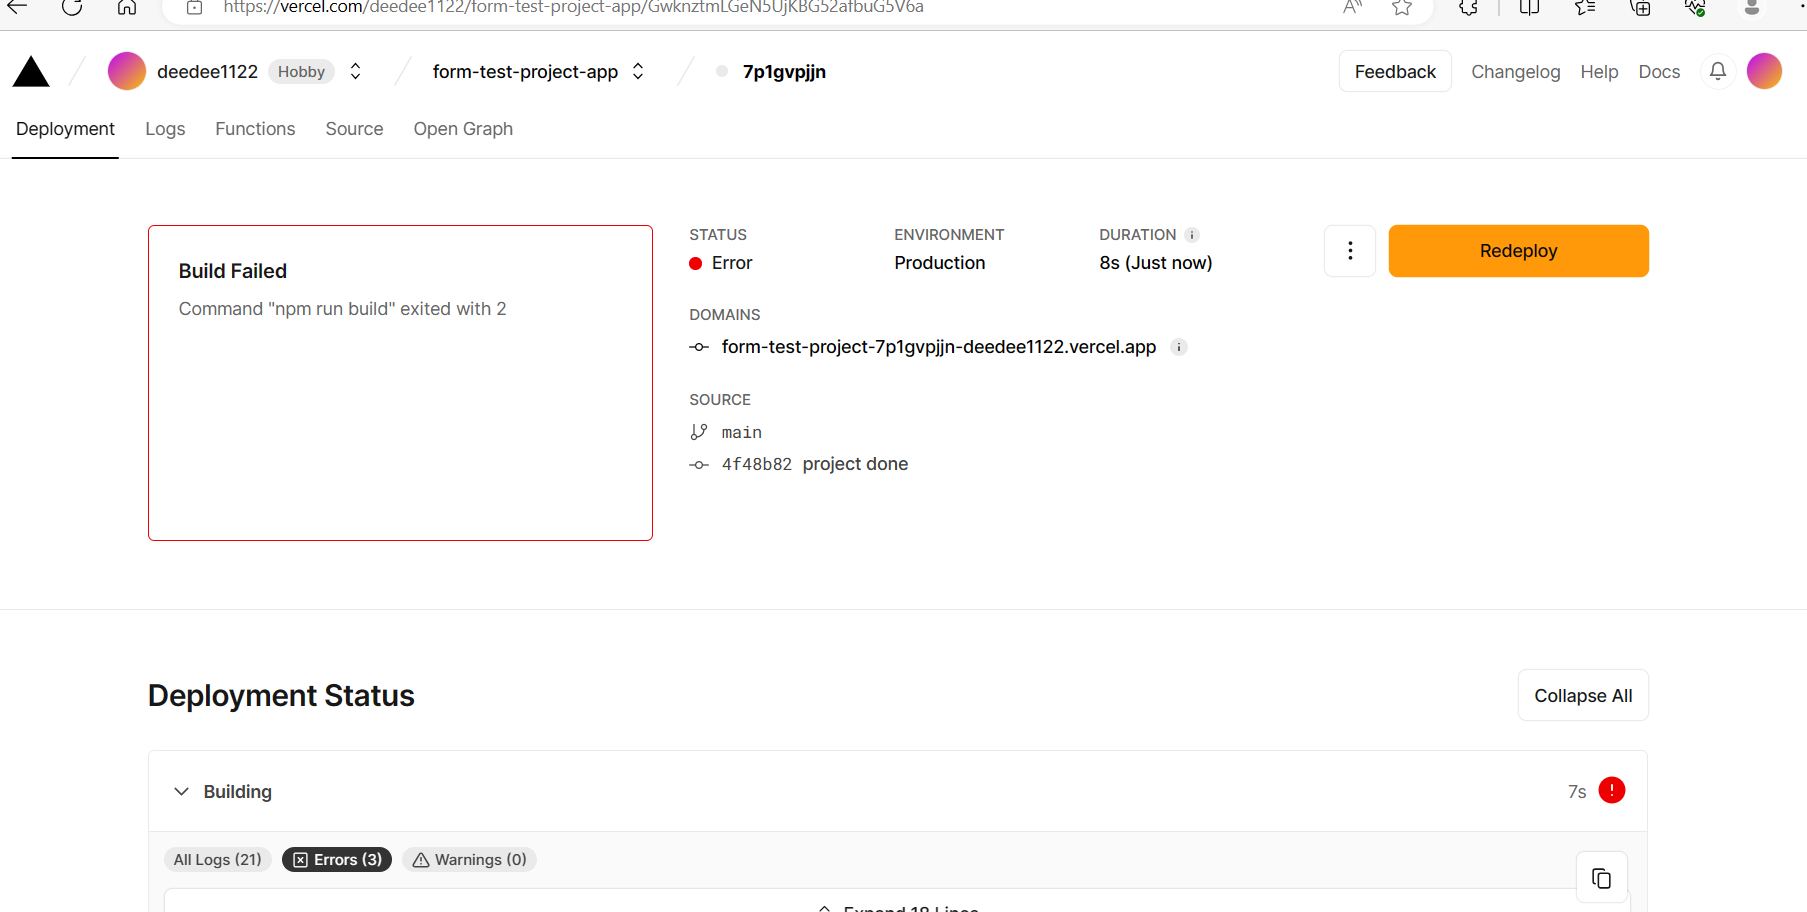 https://vercel.com/deedee1122/form-test-project-app/GwknztmLGeN5UjKBG52afbuG5V6a
deedee1122 Hobby form-test-project-app 7p1gvpjjn
Feedback Changelog Help Docs
Deployment Logs Functions Source Open Graph
Build Failed
Command "npm run build" exited with 2
STATUS ENVIRONMENT DURATION
Error Production 8s (Just now)
Redeploy
DOMAINS
form-test-project-7p1gvpjjn-deedee1122.vercel.app
SOURCE
main
4f48b82 project done
Deployment Status
Collapse All
Building 7s
All Logs (21) Errors (3) Warnings (0)
Expand 18 Lines